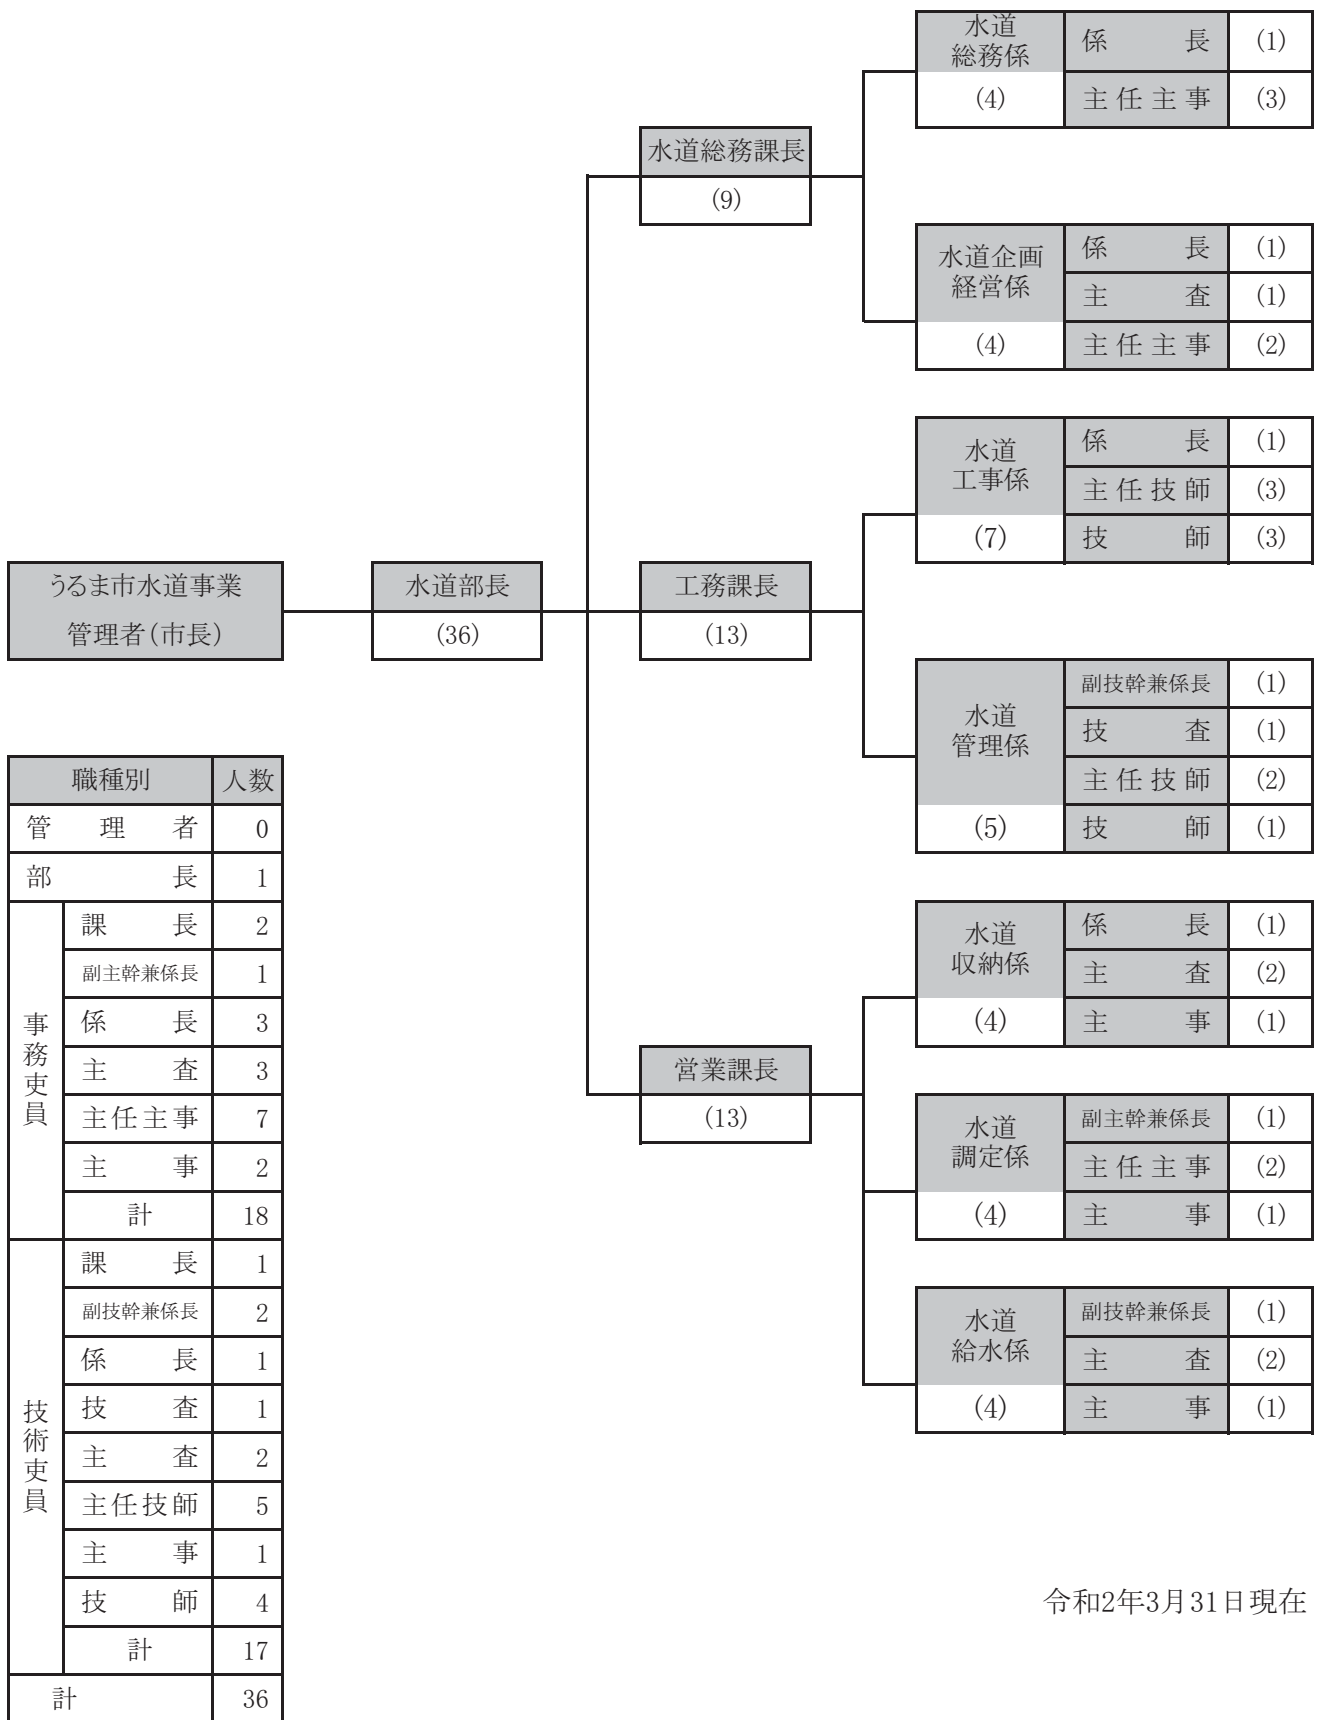 水道
総務係
(4)
係長 (1)
主任主事 (3)
水道総務課長
(9)
水道企画
経営係
(4)
係長 (1)
主査 (1)
主任主事 (2)
水道
工事係
(7)
係長 (1)
主任技師 (3)
技師 (3)
うるま市水道事業
管理者(市長)
水道部長
(36)
工務課長
(13)
水道
管理係
(5)
副技幹兼係長 (1)
技査 (1)
主任技師 (2)
技師 (1)
水道
収納係
(4)
係長 (1)
主査 (2)
主事 (1)
営業課長
(13)
水道
調定係
(4)
副主幹兼係長 (1)
主任主事 (2)
主事 (1)
水道
給水係
(4)
副技幹兼係長 (1)
主査 (2)
主事 (1)
職種別 人数
管理者 0
部長 1
事務吏員
課長 2
副主幹兼係長 1
係長 3
主査 3
主任主事 7
主事 2
計 18
技術吏員
課長 1
副技幹兼係長 2
係長 1
技査 1
主査 2
主任技師 5
主事 1
技師 4
計 17
計 36
令和2年3月31日現在